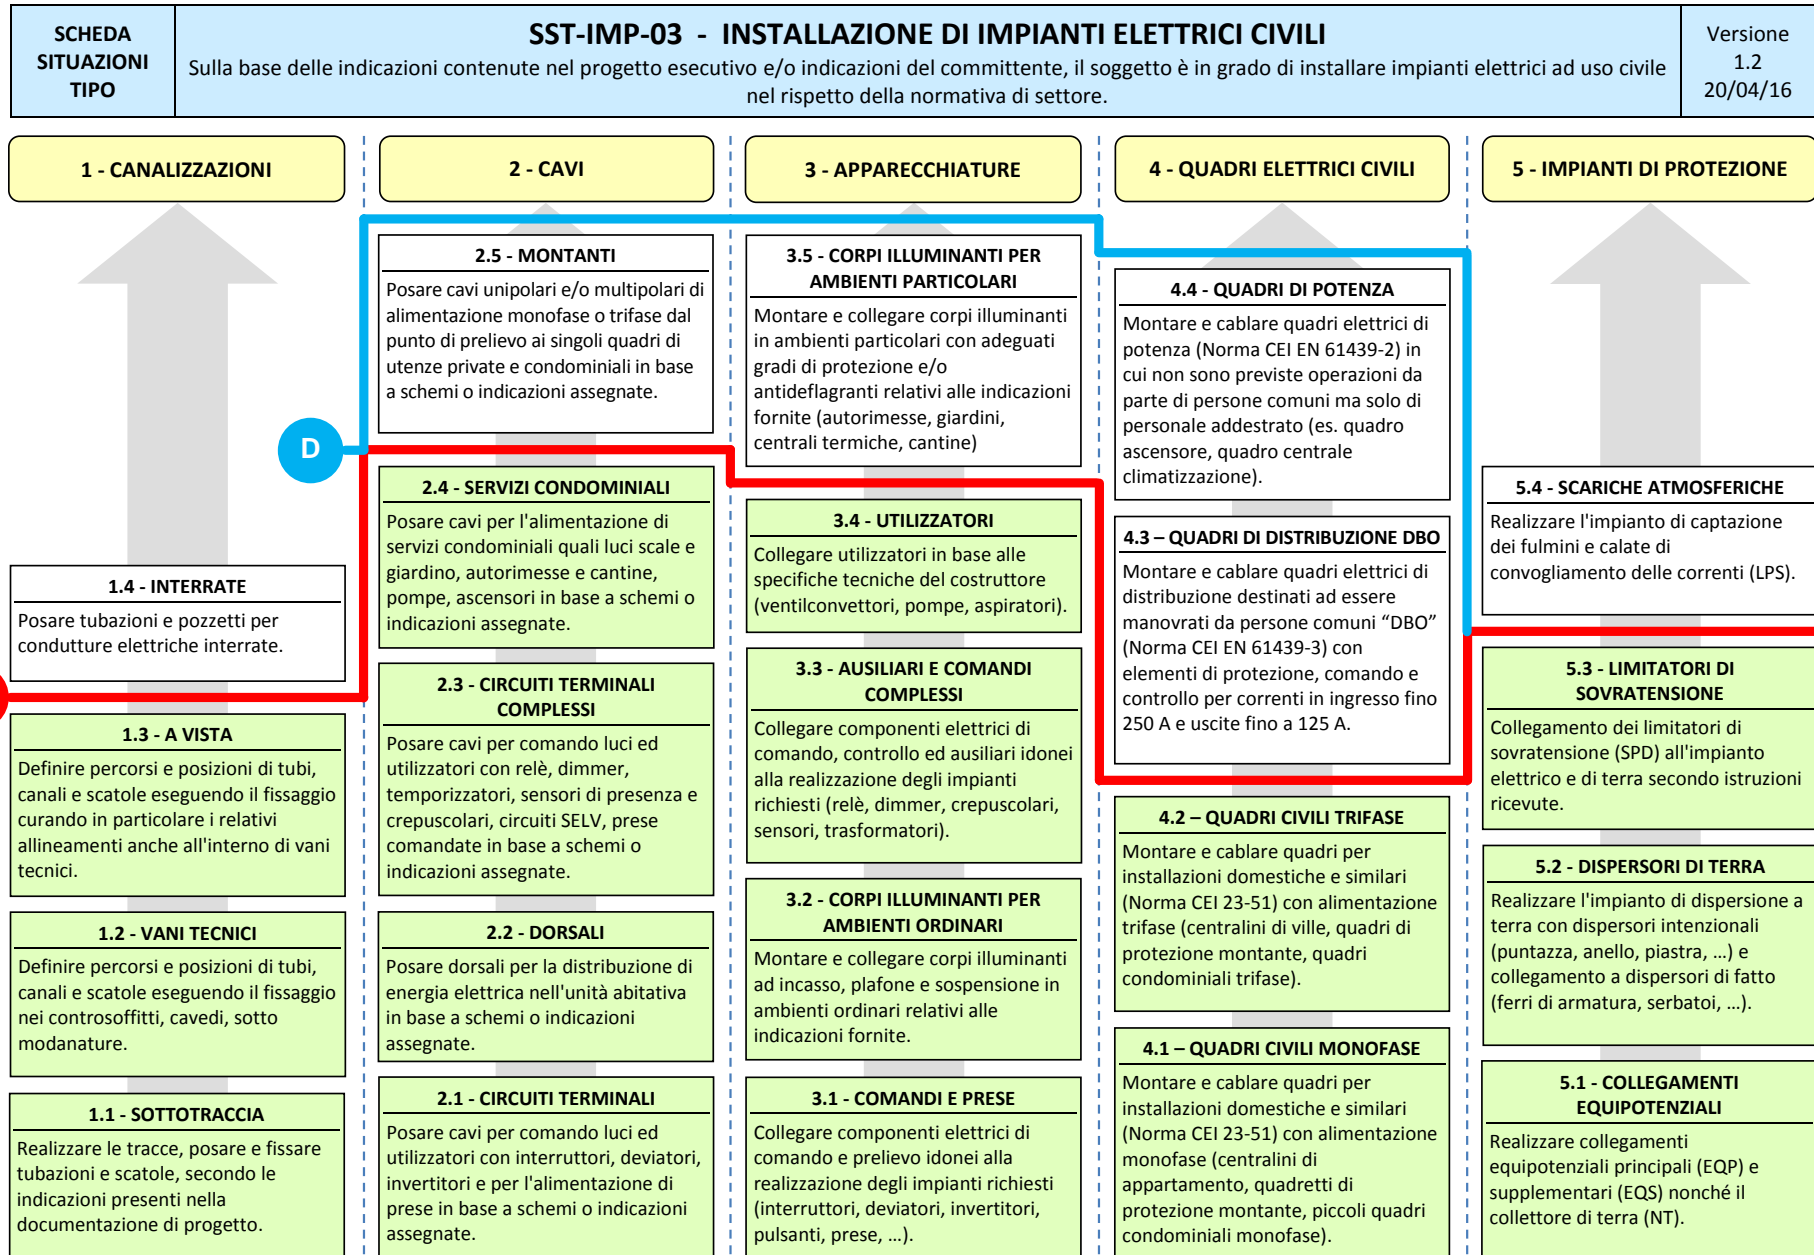 SCHEDA
SITUAZIONI
TIPO
SST-IMP-03 - INSTALLAZIONE DI IMPIANTI ELETTRICI CIVILI
Sulla base delle indicazioni contenute nel progetto esecutivo e/o indicazioni del committente, il soggetto è in grado di installare impianti elettrici ad uso civile
nel rispetto della normativa di settore.
Versione
1.2
20/04/16
1 - CANALIZZAZIONI
1.4 - INTERRATE
Posare tubazioni e pozzetti per
condutture elettriche interrate.
1.3 - A VISTA
Definire percorsi e posizioni di tubi,
canali e scatole eseguendo il fissaggio
curando in particolare i relativi
allineamenti anche all'interno di vani
tecnici.
1.2 - VANI TECNICI
Definire percorsi e posizioni di tubi,
canali e scatole eseguendo il fissaggio
nei controsoffitti, cavedi, sotto
modanature.
1.1 - SOTTOTRACCIA
Realizzare le tracce, posare e fissare
tubazioni e scatole, secondo le
indicazioni presenti nella
documentazione di progetto.
D
2 - CAVI
2.5 - MONTANTI
Posare cavi unipolari e/o multipolari di
alimentazione monofase o trifase dal
punto di prelievo ai singoli quadri di
utenze private e condominiali in base
a schemi o indicazioni assegnate.
2.4 - SERVIZI CONDOMINIALI
Posare cavi per l'alimentazione di
servizi condominiali quali luci scale e
giardino, autorimesse e cantine,
pompe, ascensori in base a schemi o
indicazioni assegnate.
2.3 - CIRCUITI TERMINALI
COMPLESSI
Posare cavi per comando luci ed
utilizzatori con relè, dimmer,
temporizzatori, sensori di presenza e
crepuscolari, circuiti SELV, prese
comandate in base a schemi o
indicazioni assegnate.
2.2 - DORSALI
Posare dorsali per la distribuzione di
energia elettrica nell'unità abitativa
in base a schemi o indicazioni
assegnate.
2.1 - CIRCUITI TERMINALI
Posare cavi per comando luci ed
utilizzatori con interruttori, deviatori,
invertitori e per l'alimentazione di
prese in base a schemi o indicazioni
assegnate.
3 - APPARECCHIATURE
3.5 - CORPI ILLUMINANTI PER
AMBIENTI PARTICOLARI
Montare e collegare corpi illuminanti
in ambienti particolari con adeguati
gradi di protezione e/o
antideflagranti relativi alle indicazioni
fornite (autorimesse, giardini,
centrali termiche, cantine)
3.4 - UTILIZZATORI
Collegare utilizzatori in base alle
specifiche tecniche del costruttore
(ventilconvettori, pompe, aspiratori).
3.3 - AUSILIARI E COMANDI
COMPLESSI
Collegare componenti elettrici di
comando, controllo ed ausiliari idonei
alla realizzazione degli impianti
richiesti (relè, dimmer, crepuscolari,
sensori, trasformatori).
3.2 - CORPI ILLUMINANTI PER
AMBIENTI ORDINARI
Montare e collegare corpi illuminanti
ad incasso, plafone e sospensione in
ambienti ordinari relativi alle
indicazioni fornite.
3.1 - COMANDI E PRESE
Collegare componenti elettrici di
comando e prelievo idonei alla
realizzazione degli impianti richiesti
(interruttori, deviatori, invertitori,
pulsanti, prese, …).
4 - QUADRI ELETTRICI CIVILI
4.4 - QUADRI DI POTENZA
Montare e cablare quadri elettrici di
potenza (Norma CEI EN 61439-2) in
cui non sono previste operazioni da
parte di persone comuni ma solo di
personale addestrato (es. quadro
ascensore, quadro centrale
climatizzazione).
4.3 – QUADRI DI DISTRIBUZIONE DBO
Montare e cablare quadri elettrici di
distribuzione destinati ad essere
manovrati da persone comuni “DBO”
(Norma CEI EN 61439-3) con
elementi di protezione, comando e
controllo per correnti in ingresso fino
250 A e uscite fino a 125 A.
4.2 – QUADRI CIVILI TRIFASE
Montare e cablare quadri per
installazioni domestiche e similari
(Norma CEI 23-51) con alimentazione
trifase (centralini di ville, quadri di
protezione montante, quadri
condominiali trifase).
4.1 – QUADRI CIVILI MONOFASE
Montare e cablare quadri per
installazioni domestiche e similari
(Norma CEI 23-51) con alimentazione
monofase (centralini di
appartamento, quadretti di
protezione montante, piccoli quadri
condominiali monofase).
5 - IMPIANTI DI PROTEZIONE
5.4 - SCARICHE ATMOSFERICHE
Realizzare l'impianto di captazione
dei fulmini e calate di
convogliamento delle correnti (LPS).
5.3 - LIMITATORI DI
SOVRATENSIONE
Collegamento dei limitatori di
sovratensione (SPD) all'impianto
elettrico e di terra secondo istruzioni
ricevute.
5.2 - DISPERSORI DI TERRA
Realizzare l'impianto di dispersione a
terra con dispersori intenzionali
(puntazza, anello, piastra, …) e
collegamento a dispersori di fatto
(ferri di armatura, serbatoi, …).
5.1 - COLLEGAMENTI
EQUIPOTENZIALI
Realizzare collegamenti
equipotenziali principali (EQP) e
supplementari (EQS) nonché il
collettore di terra (NT).